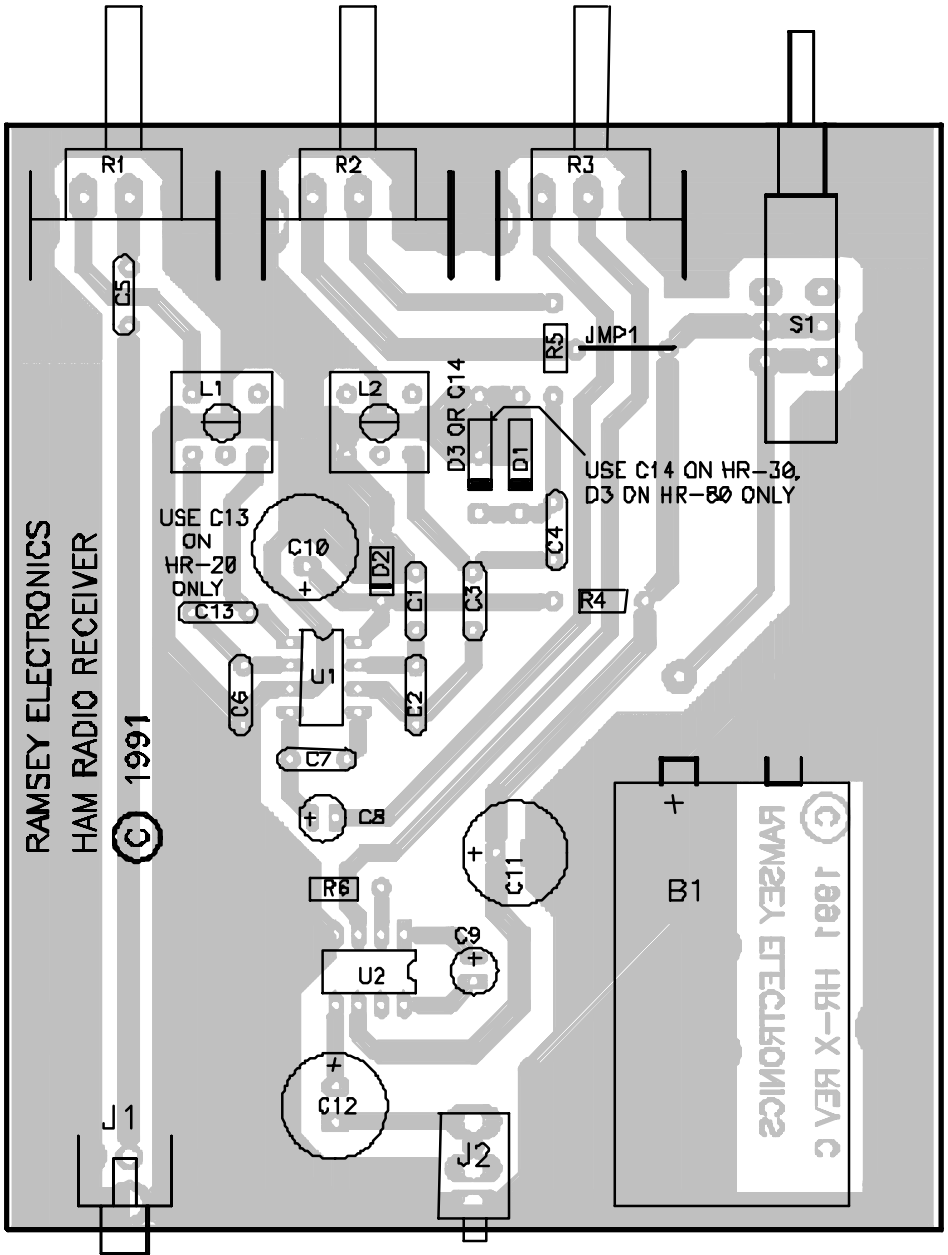 R1
R2
R3
C5
S1
R5
JMP1
L1
L2
D3 OR C14
D1
USE C14 ON HR-30,
D3 ON HR-80 ONLY
C4
USE C13
ON
HR-20
ONLY
C13
C10
+
D2
C1
C3
R4
U1
C6
C2
C7
RAMSEY ELECTRONICS
HAM RADIO RECEIVER
© 1991
+
C8
+
C11
R6
C9
+
U2
+
C12
J1
J2
+
B1
RAMSEY ELECTRONICS
© 1991 HR-X REV C